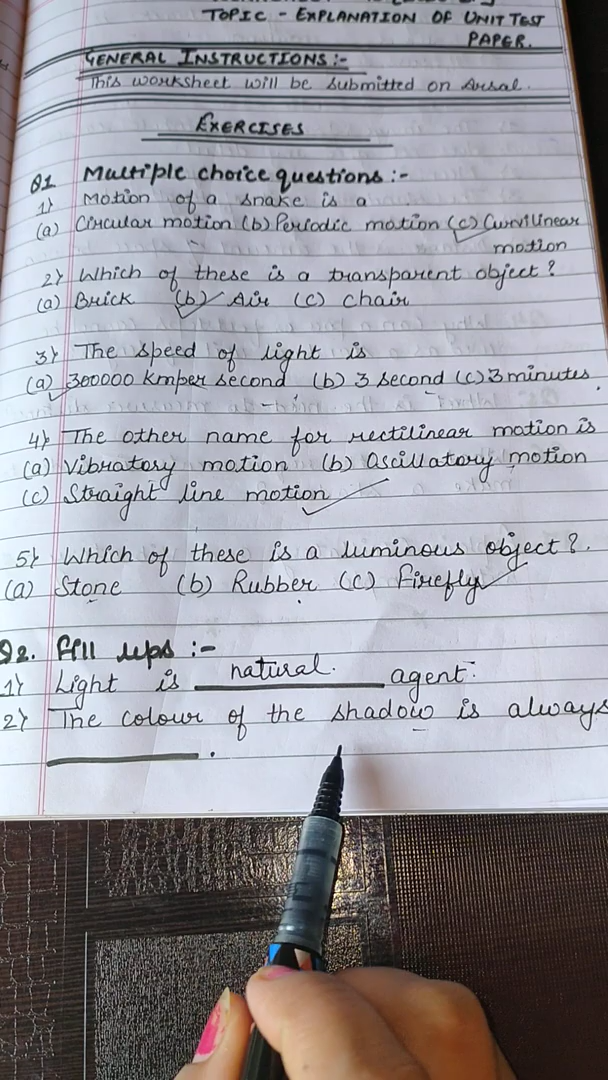 TOPIC - EXPLANATION OF UNIT TEST
PAPER.
GENERAL INSTRUCTIONS:-
This worksheet will be submitted on Arsal.
EXERCISES
Q1 Multiple choice questions :-
1) Motion of a snake is a
(a) Circular motion (b) Periodic motion (c) Curvilinear
motion
2) Which of these is a transparent object?
(a) Brick (b) Air (c) Chair
3) The speed of light is
(a) 300000 kmper second (b) 3 second (c) 3 minutes.
4) The other name for rectilinear motion is
(a) Vibratory motion (b) Oscillatory motion
(c) Straight line motion
5) Which of these is a luminous object?.
(a) Stone (b) Rubber (c) Firefly
Q2. Fill ups :-
1) Light is natural. agent.
2) The colour of the shadow is always
.